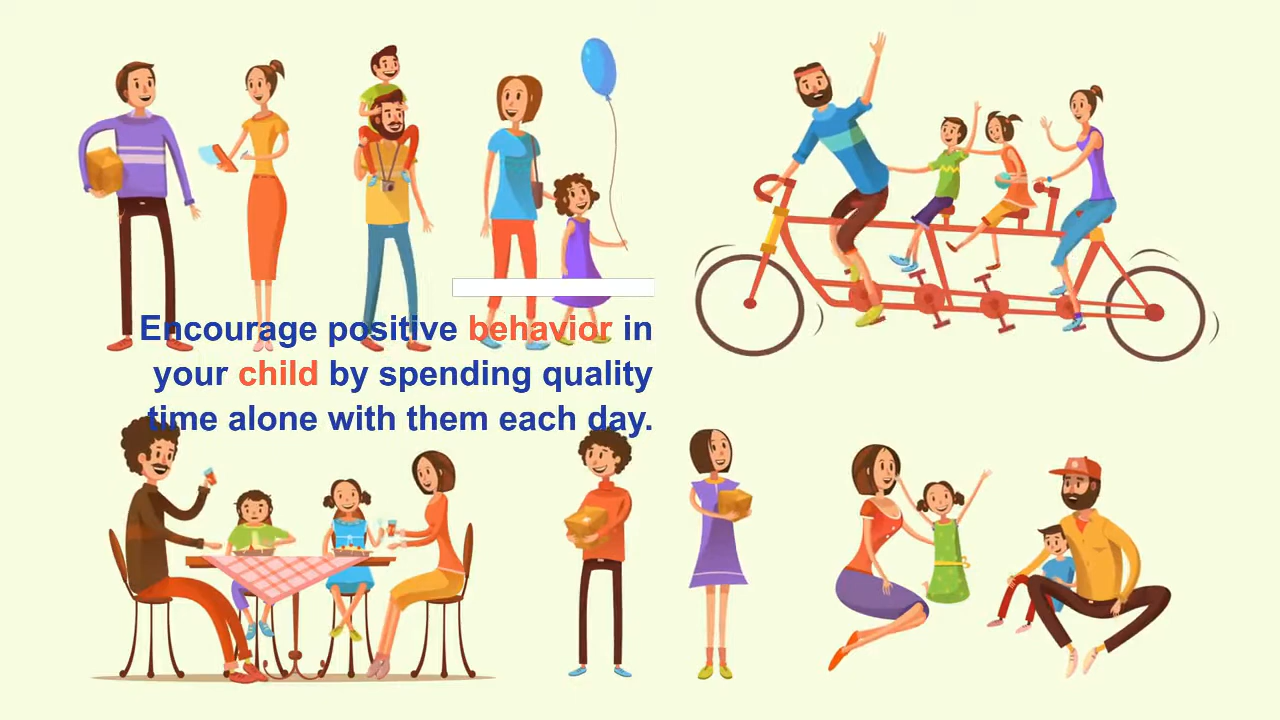 Encourage positive behavior in
your child by spending quality
time alone with them each day.